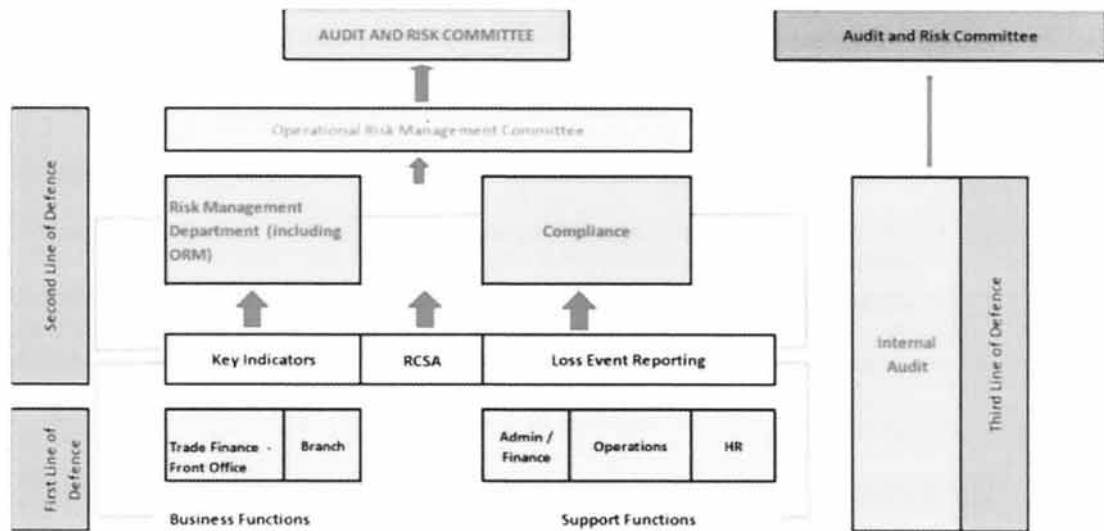 AUDIT AND RISK COMMITTEE
Audit and Risk Committee
Operational Risk Management Committee
Second Line of Defence
Risk Management
Department (including
ORM)
Compliance
Key Indicators
RCSA
Loss Event Reporting
Internal
Audit
Third Line of Defence
First Line of
Defence
Trade Finance -
Front Office
Branch
Admin /
Finance
Operations
HR
Business Functions
Support Functions